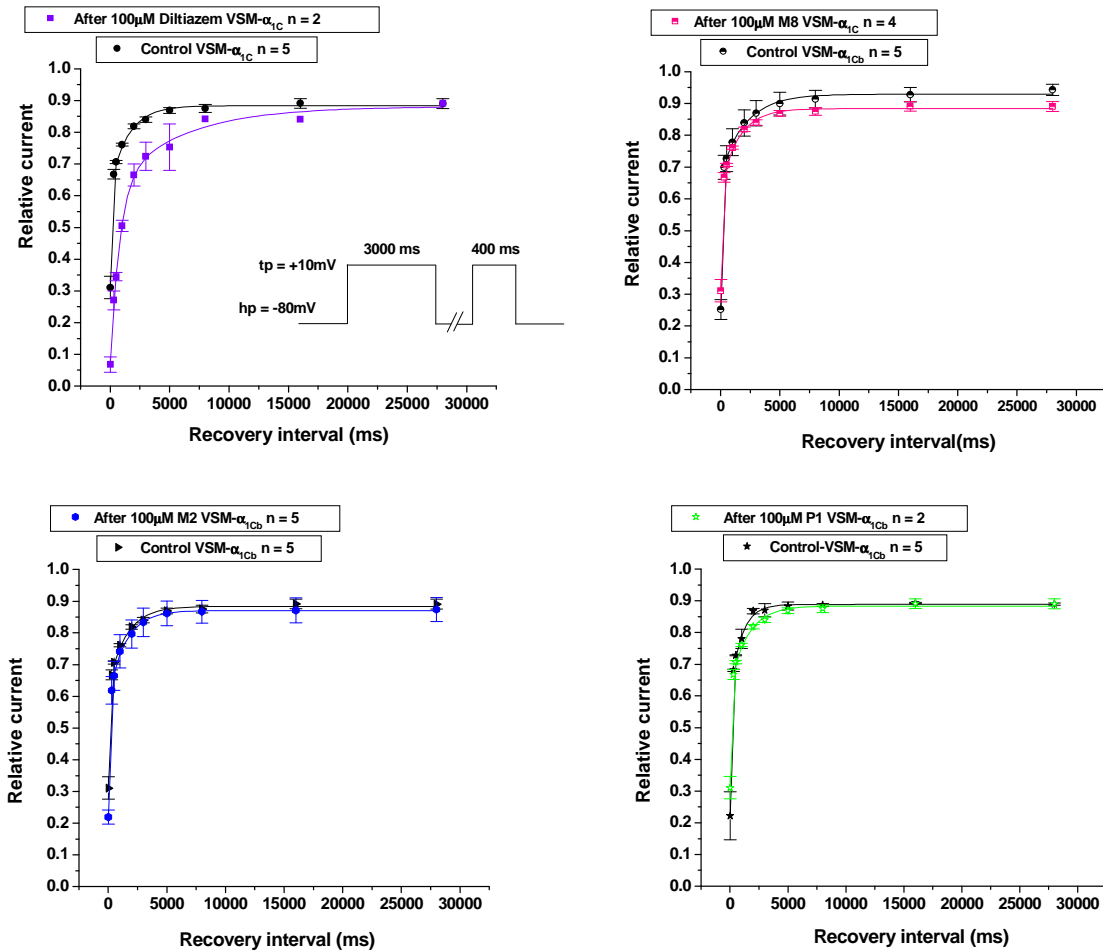 After 100µM Diltiazem VSM-α1C n = 2
Control VSM-α1C n = 5
1.0
0.9
0.8
0.7
0.6
0.5
0.4
0.3
0.2
0.1
0.0
Relative current
3000 ms
400 ms
tp = +10mV
hp = -80mV
0 5000 10000 15000 20000 25000 30000
Recovery interval (ms)
After 100µM M8 VSM-α1C n = 4
Control VSM-α1Cb n = 5
1.0
0.9
0.8
0.7
0.6
0.5
0.4
0.3
0.2
0.1
0.0
Relative current
0 5000 10000 15000 20000 25000 30000
Recovery interval(ms)
After 100µM M2 VSM-α1Cb n = 5
Control VSM-α1Cb n = 5
1.0
0.9
0.8
0.7
0.6
0.5
0.4
0.3
0.2
0.1
0.0
Relative current
0 5000 10000 15000 20000 25000 30000
Recovery interval (ms)
After 100µM P1 VSM-α1Cb n = 2
Control-VSM-α1Cb n = 5
1.0
0.9
0.8
0.7
0.6
0.5
0.4
0.3
0.2
0.1
0.0
Relative current
0 5000 10000 15000 20000 25000 30000
Recovery interval (ms)